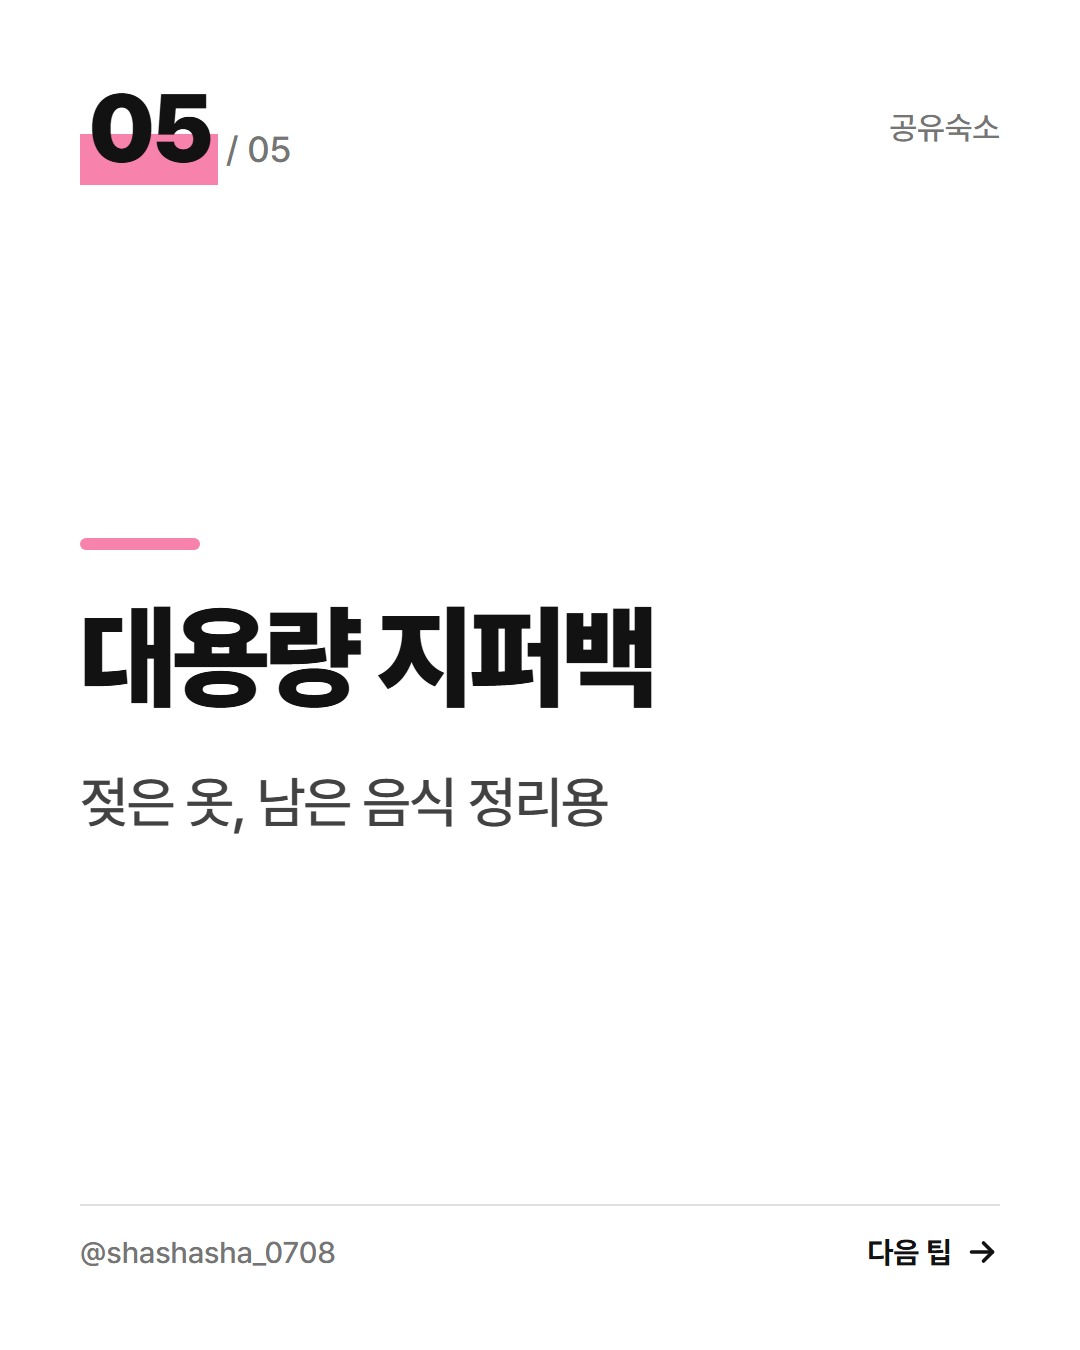 05 / 05
공유숙소
대용량 지퍼백
젖은 옷, 남은 음식 정리용
@shashasha_0708
다음 팁 →